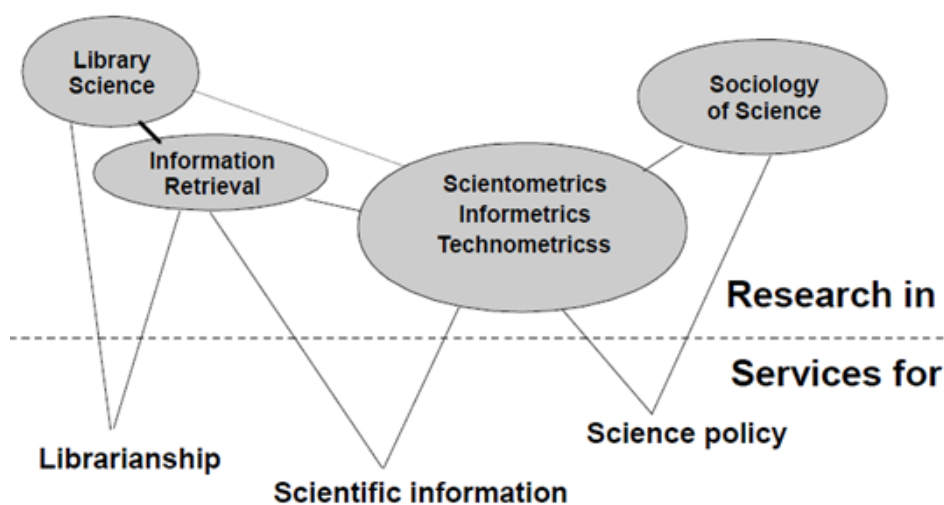 Library
Science
Sociology
of Science
Information
Retrieval
Scientometrics
Informetrics
Technometricss
Research in
Services for
Librarianship
Science policy
Scientific information